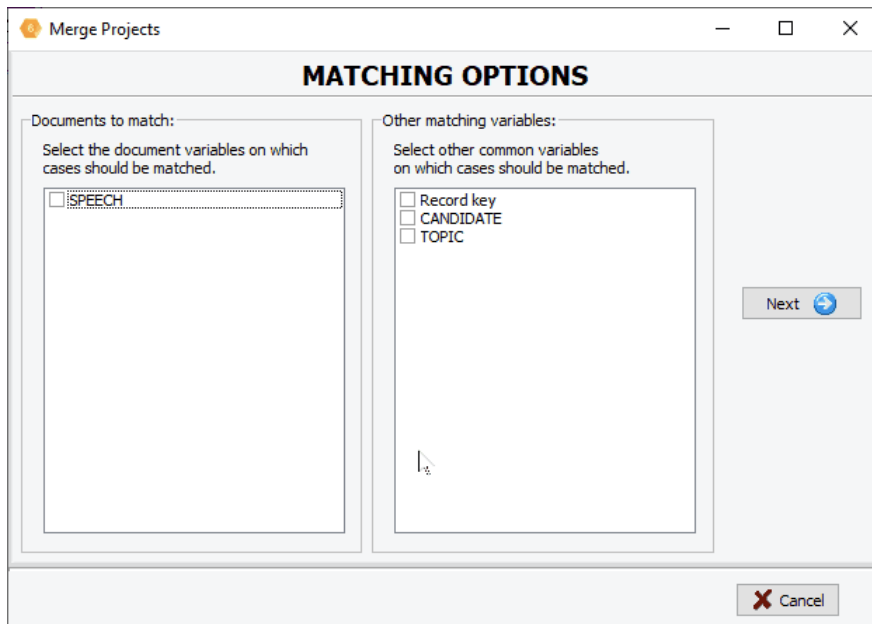 Merge Projects
MATCHING OPTIONS
Documents to match:
Select the document variables on which
cases should be matched.
SPEECH
Other matching variables:
Select other common variables
on which cases should be matched.
Record key
CANDIDATE
TOPIC
Next
Cancel